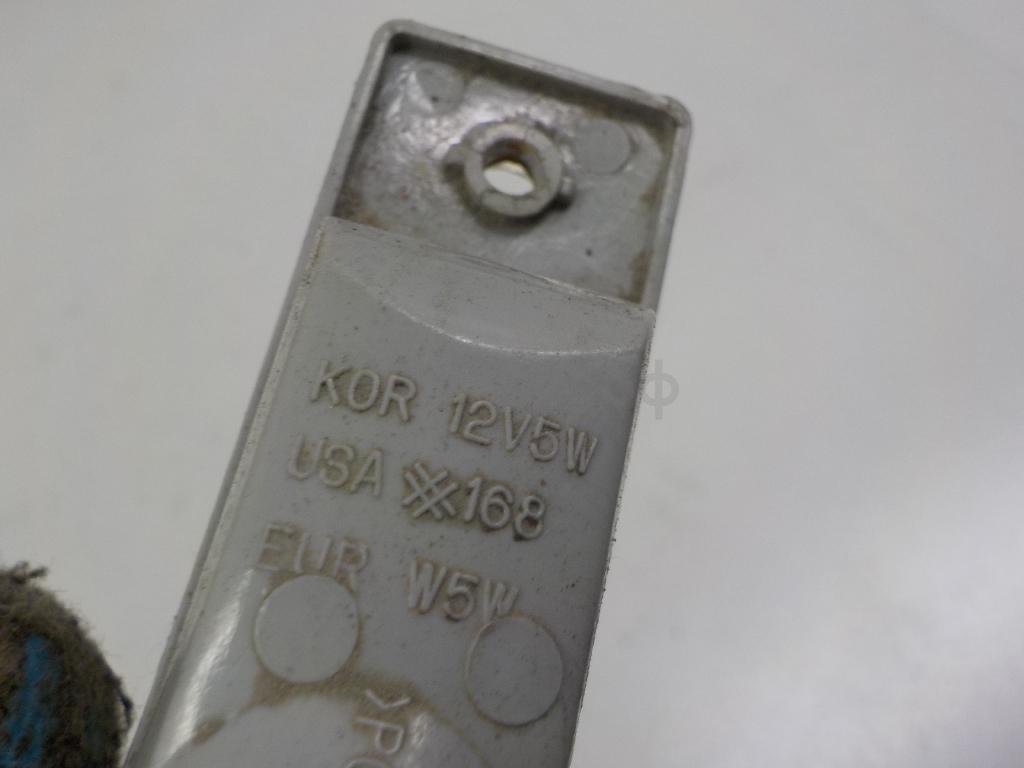 KOR 12V5W
USA ※168
EUR W5W
ф